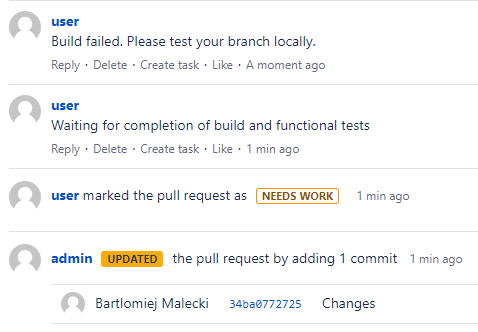 user
Build failed. Please test your branch locally.
Reply · Delete · Create task · Like · A moment ago
user
Waiting for completion of build and functional tests
Reply · Delete · Create task · Like · 1 min ago
user marked the pull request as NEEDS WORK 1 min ago
admin UPDATED the pull request by adding 1 commit 1 min ago
Bartlomiej Malecki 34ba0772725 Changes